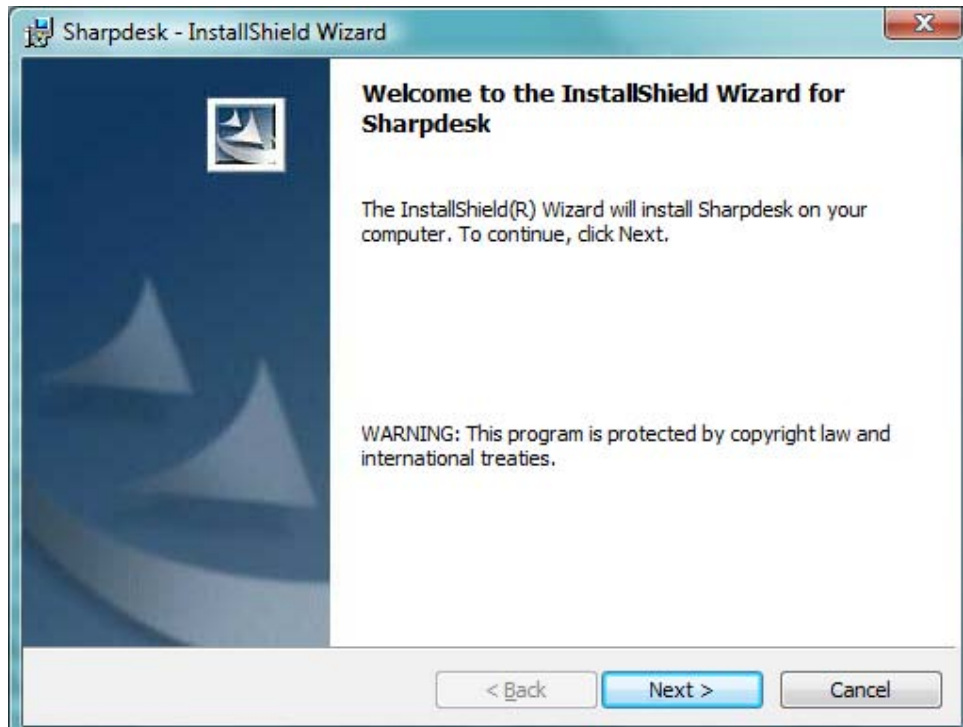 Sharpdesk - InstallShield Wizard
X
Welcome to the InstallShield Wizard for
Sharpdesk
The InstallShield(R) Wizard will install Sharpdesk on your
computer. To continue, click Next.
WARNING: This program is protected by copyright law and
international treaties.
< Back
Next >
Cancel